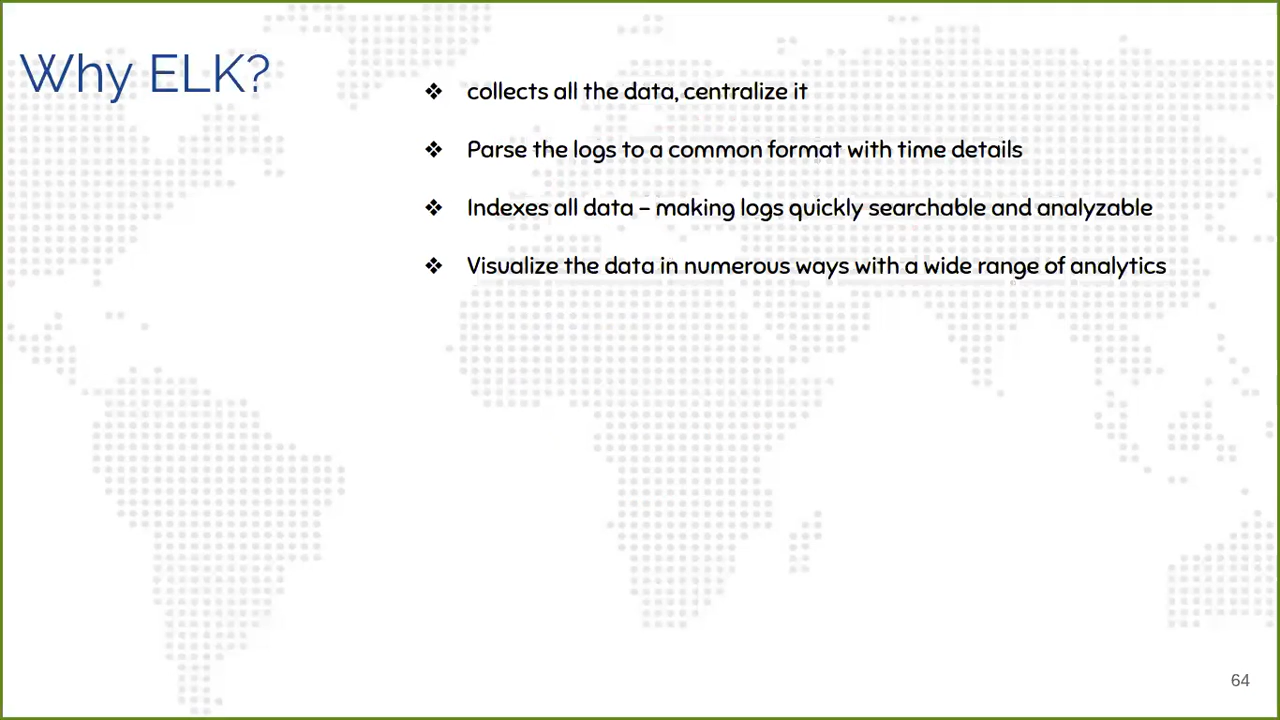 Why ELK?
❖ collects all the data, centralize it
❖ Parse the logs to a common format with time details
❖ Indexes all data – making logs quickly searchable and analyzable
❖ Visualize the data in numerous ways with a wide range of analytics
64